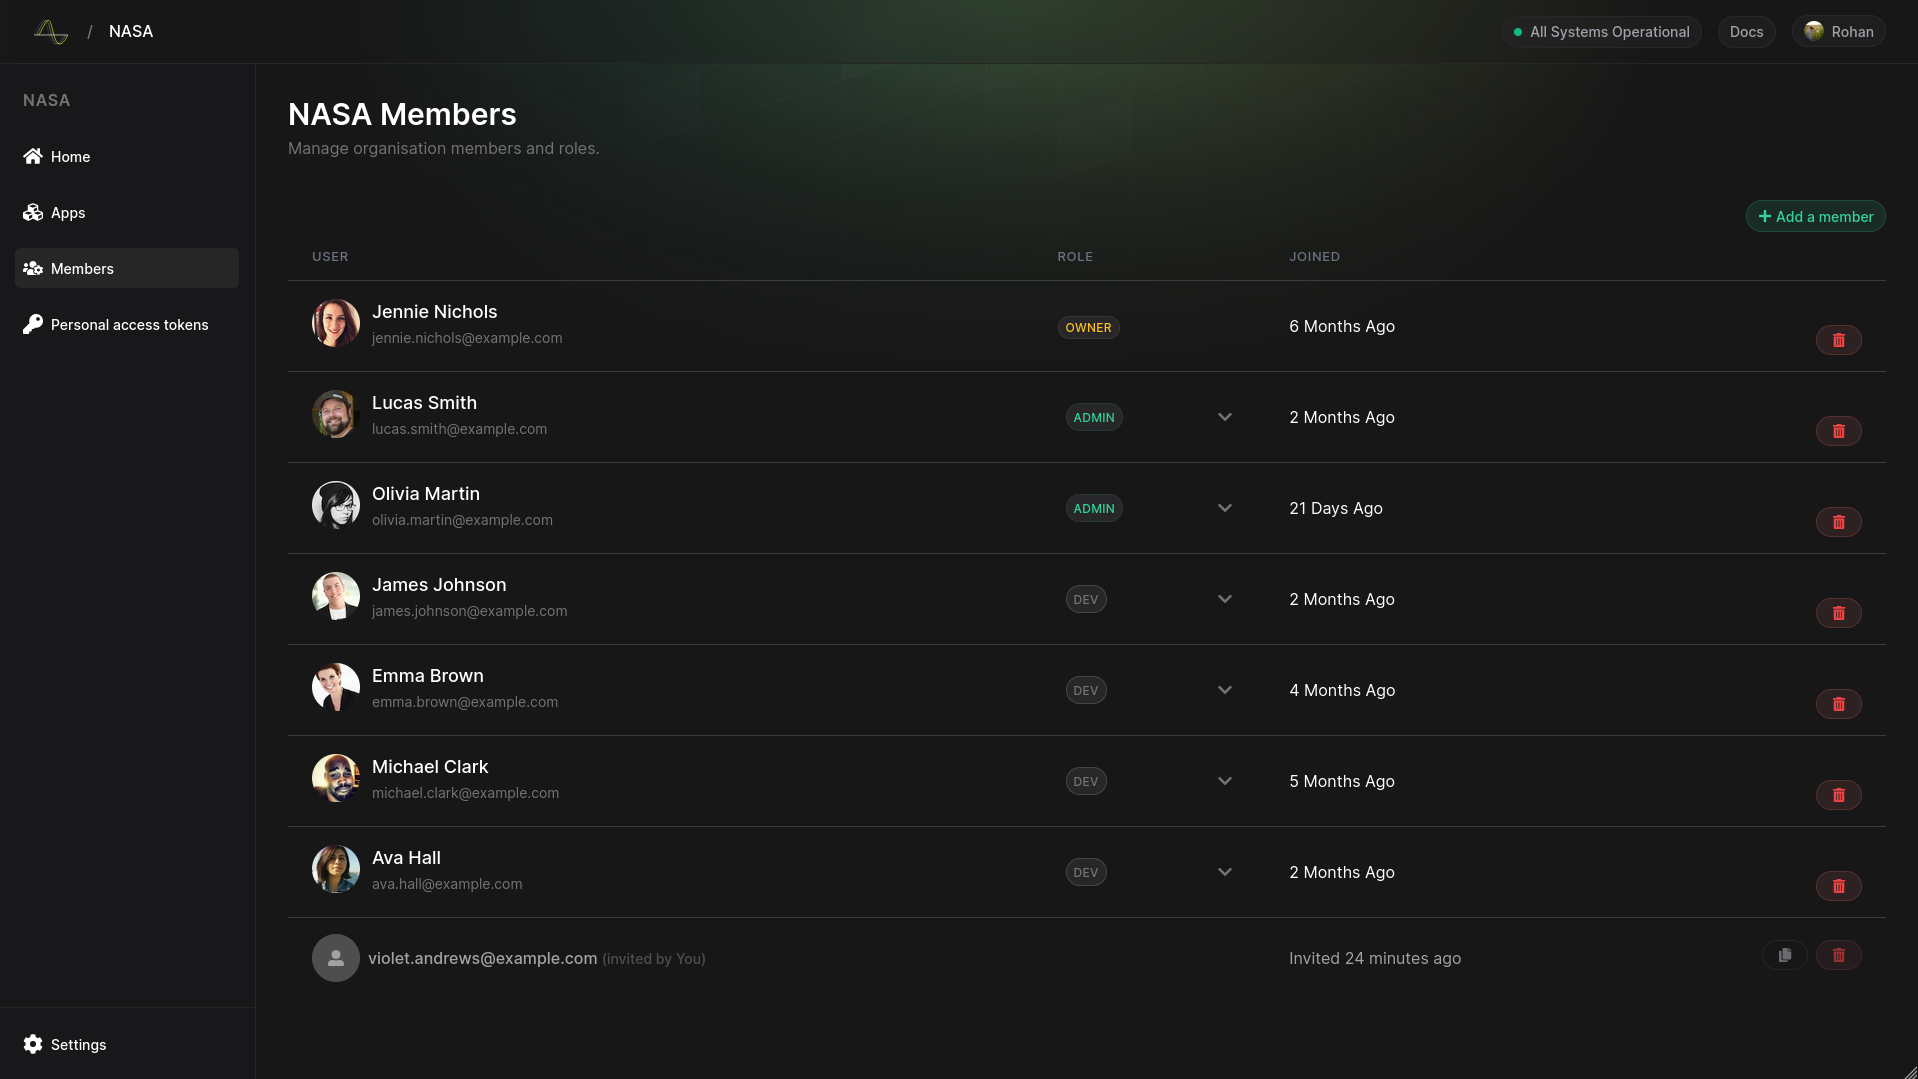 / NASA
All Systems Operational
Docs
Rohan
NASA
Home
Apps
Members
Personal access tokens
Settings
NASA Members
Manage organisation members and roles.
Add a member
USER ROLE JOINED
Jennie Nichols
jennie.nichols@example.com
OWNER
6 Months Ago
Lucas Smith
lucas.smith@example.com
ADMIN
2 Months Ago
Olivia Martin
olivia.martin@example.com
ADMIN
21 Days Ago
James Johnson
james.johnson@example.com
DEV
2 Months Ago
Emma Brown
emma.brown@example.com
DEV
4 Months Ago
Michael Clark
michael.clark@example.com
DEV
5 Months Ago
Ava Hall
ava.hall@example.com
DEV
2 Months Ago
violet.andrews@example.com (invited by You)
Invited 24 minutes ago